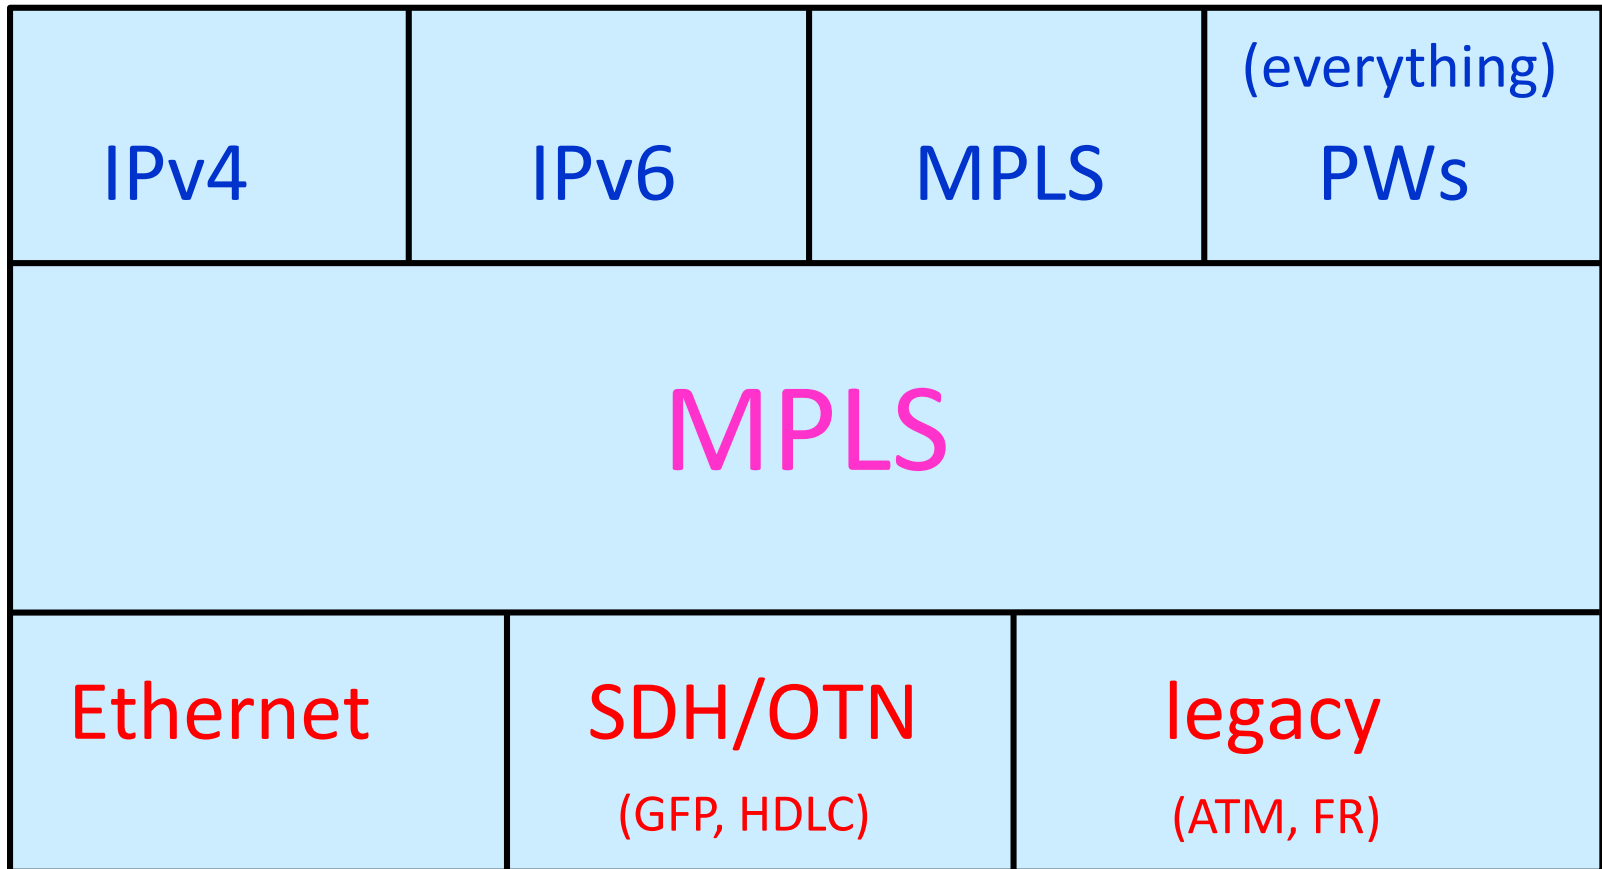 (everything)
IPv4 IPv6 MPLS PWs
MPLS
Ethernet SDH/OTN legacy
(GFP, HDLC) (ATM, FR)